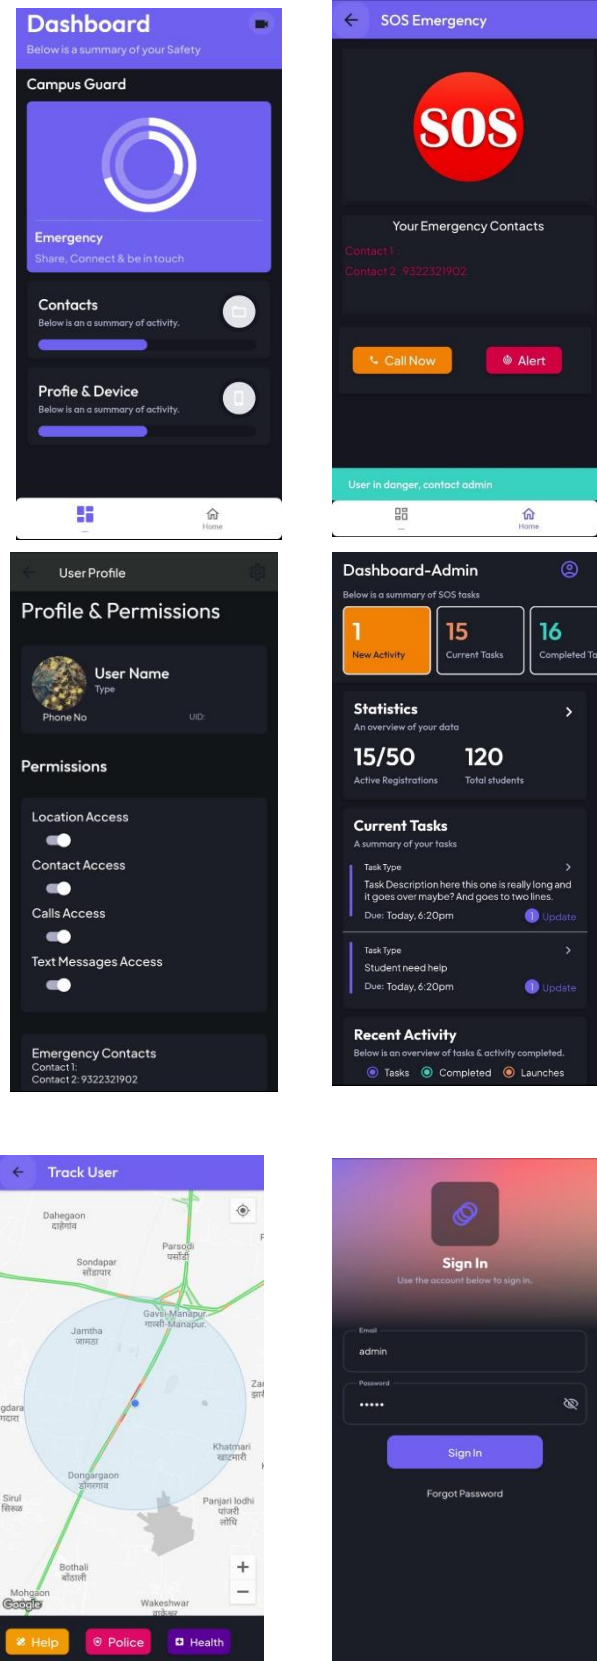 Dashboard
Below is a summary of your Safety
Campus Guard
Emergency
Share, Connect & be in touch
Contacts
Below is an a summary of activity.
Profle & Device
Below is an a summary of activity.
Home
SOS Emergency
SOS
Your Emergency Contacts
Contact 1 :
Contact 2 :9322321902
Call Now
Alert
User in danger, contact admin
Home
User Profile
Profile & Permissions
User Name
Type
Phone No
UID:
Permissions
Location Access
Contact Access
Calls Access
Text Messages Access
Emergency Contacts
Contact 1:
Contact 2: 9322321902
Dashboard-Admin
Below is a summary of SOS tasks
1
New Activity
15
Current Tasks
16
Completed Ta
Statistics
An overview of your data
15/50
Active Registrations
120
Total students
Current Tasks
A summary of your tasks
Task Type
Task Description here this one is really long and
it goes over maybe? And goes to two lines.
Due: Today, 6:20pm
1 Update
Task Type
Student need help
Due: Today, 6:20pm
1 Update
Recent Activity
Below is an overview of tasks & activity completed.
Tasks
Completed
Launches
Track User
Dahegaon
दाहेगांव
Parsodi
पर्सोडी
Sondapar
सोंडापार
Gavsi-Manapur
गावसी-मानापुर
Jamtha
जामठा
Khatmari
खाटमारी
Dongargaon
डोंगरगाव
Panjari lodhi
पांजरी
लोधि
Sirul
सिरूळ
Bothali
बोंठाली
Mohgaon
Google
Wakeshwar
Help
Police
Health
Sign In
Use the account below to sign in.
Email
admin
Password
Sign In
Forgot Password